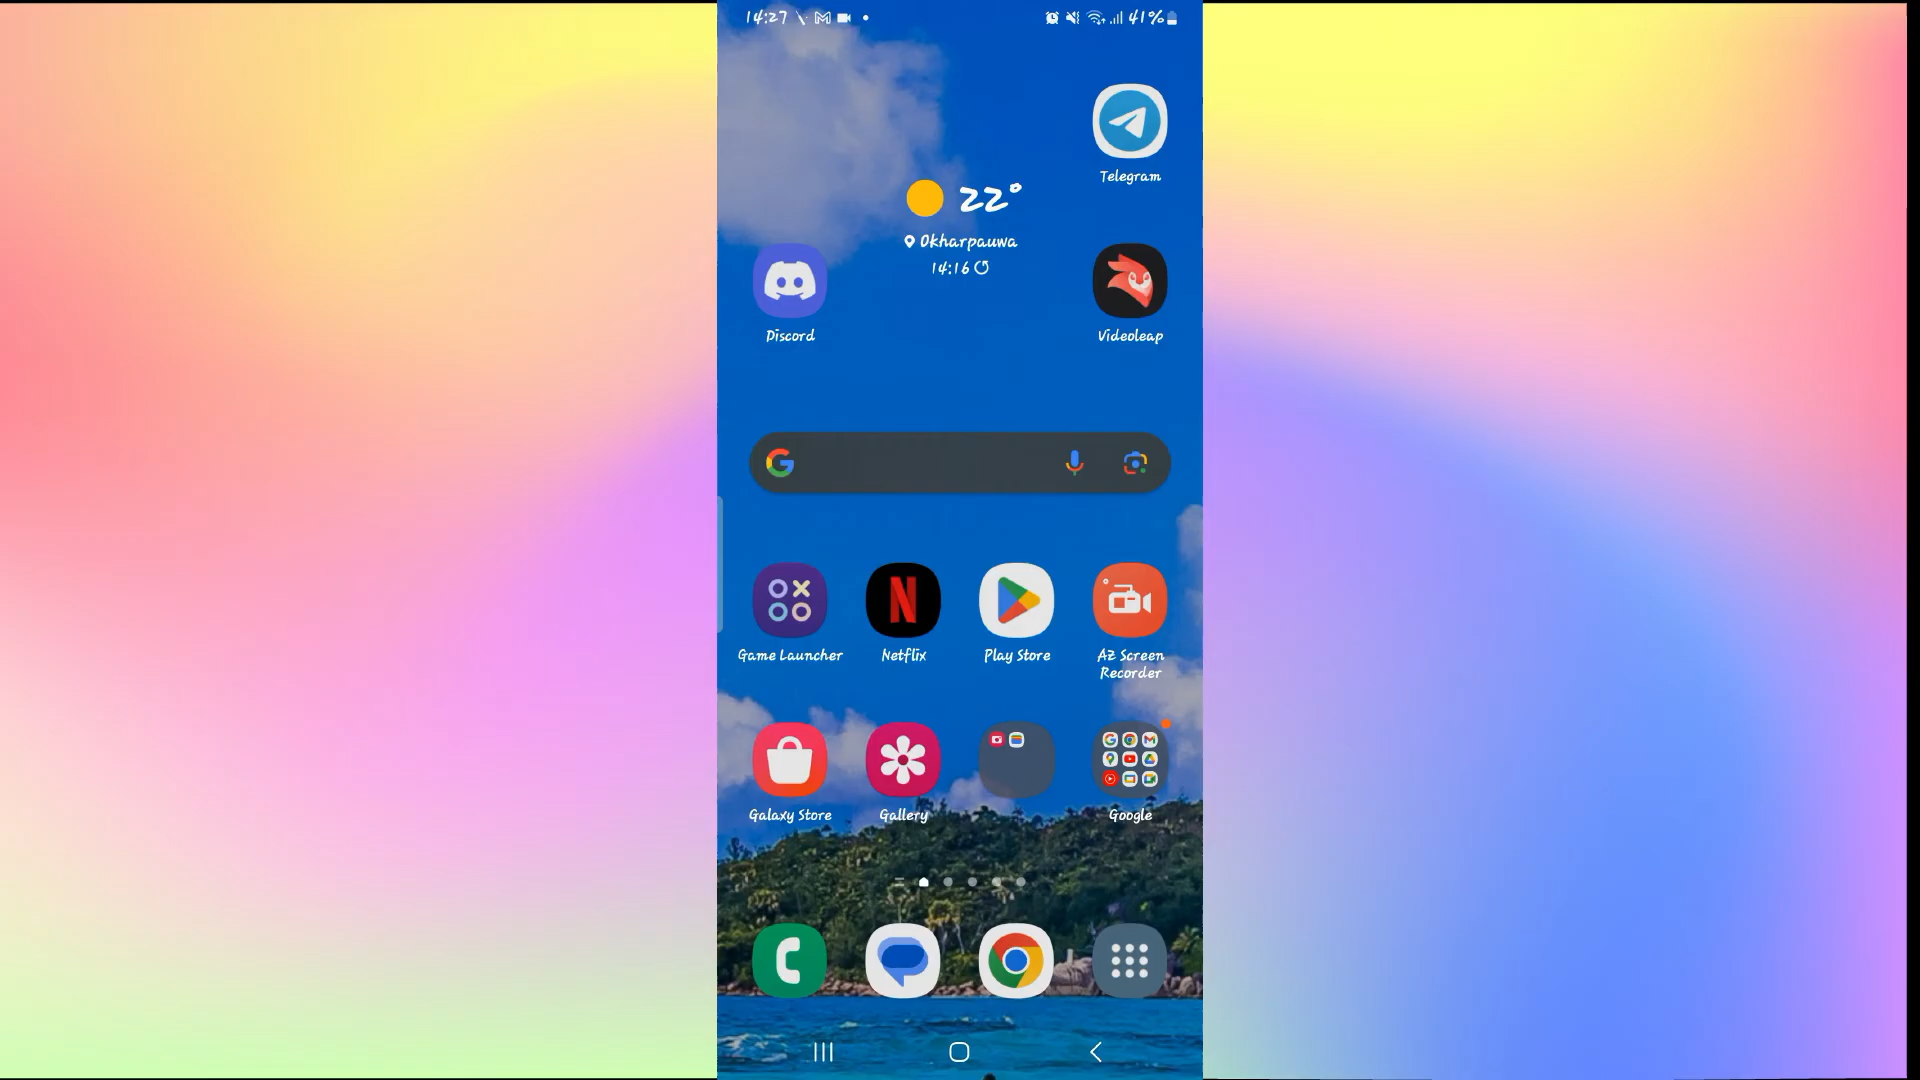 14:27
41%
Telegram
22°
Okharpauwa
14:16
Discord
Videoleap
Game Launcher
Netflix
Play Store
AZ Screen
Recorder
Galaxy Store
Gallery
Google